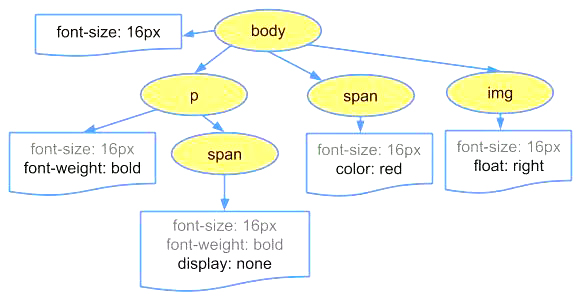 font-size: 16px
body
p
span
img
font-size: 16px
font-weight: bold
span
font-size: 16px
color: red
font-size: 16px
float: right
font-size: 16px
font-weight: bold
display: none